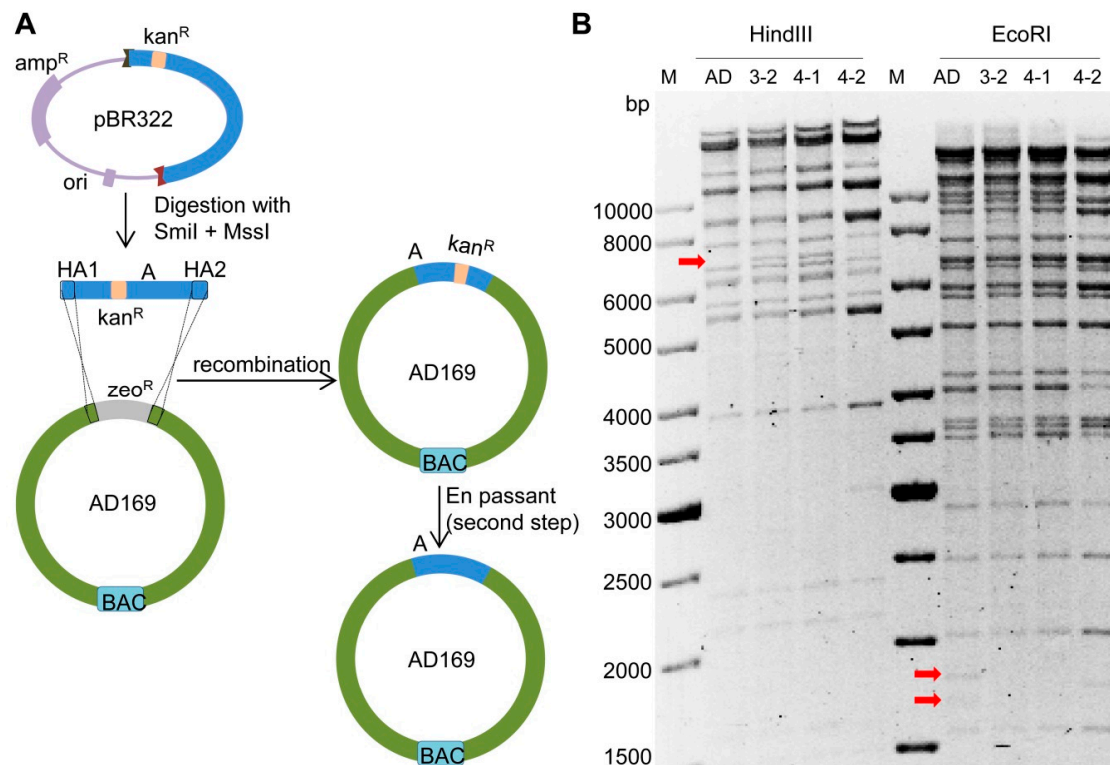 A
kan^R
amp^R
pBR322
ori
Digestion with
SmiI + MssI
HA1
A
HA2
kan^R
recombination
zeo^R
AD169
BAC
A
kan^R
AD169
BAC
En passant
(second step)
A
AD169
BAC
B
HindIII
EcoRI
M AD 3-2 4-1 4-2 M AD 3-2 4-1 4-2
bp
10000
8000
6000
5000
4000
3500
3000
2500
2000
1500